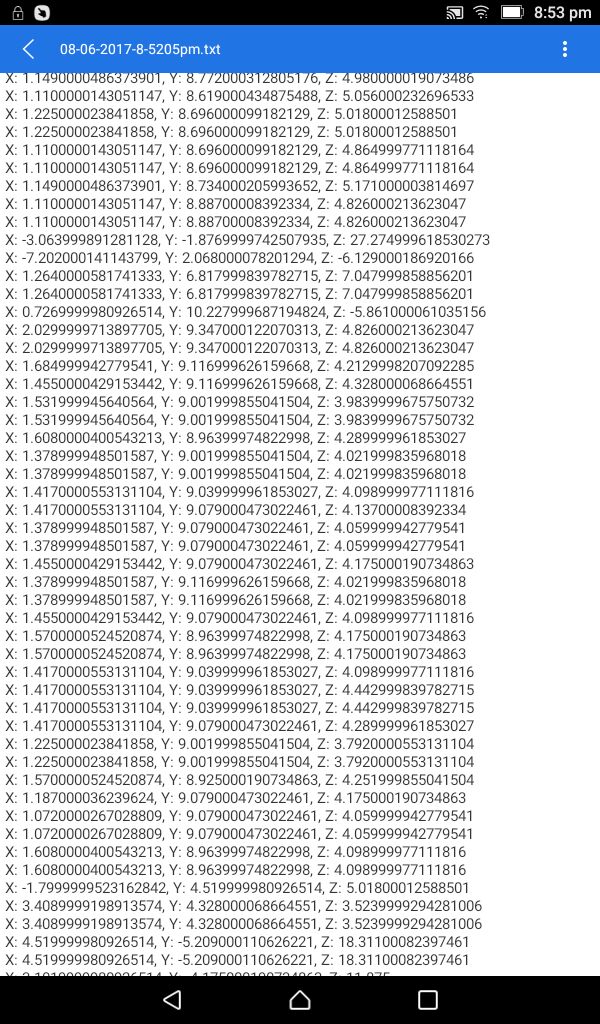 8:53 pm
08-06-2017-8-5205pm.txt
X: 1.1490000486373901, Y: 8.772000312805176, Z: 4.980000019073486
X: 1.1100000143051147, Y: 8.619000434875488, Z: 5.056000232696533
X: 1.225000023841858, Y: 8.696000099182129, Z: 5.01800012588501
X: 1.225000023841858, Y: 8.696000099182129, Z: 5.01800012588501
X: 1.1100000143051147, Y: 8.696000099182129, Z: 4.864999771118164
X: 1.1100000143051147, Y: 8.696000099182129, Z: 4.864999771118164
X: 1.1490000486373901, Y: 8.734000205993652, Z: 5.171000003814697
X: 1.1100000143051147, Y: 8.88700008392334, Z: 4.826000213623047
X: 1.1100000143051147, Y: 8.88700008392334, Z: 4.826000213623047
X: -3.063999891281128, Y: -1.8769999742507935, Z: 27.274999618530273
X: -7.202000141143799, Y: 2.068000078201294, Z: -6.129000186920166
X: 1.2640000581741333, Y: 6.817999839782715, Z: 7.047999858856201
X: 1.2640000581741333, Y: 6.817999839782715, Z: 7.047999858856201
X: 0.7269999980926514, Y: 10.227999687194824, Z: -5.861000061035156
X: 2.0299999713897705, Y: 9.347000122070313, Z: 4.826000213623047
X: 2.0299999713897705, Y: 9.347000122070313, Z: 4.826000213623047
X: 1.684999942779541, Y: 9.116999626159668, Z: 4.2129998207092285
X: 1.4550000429153442, Y: 9.116999626159668, Z: 4.328000068664551
X: 1.531999945640564, Y: 9.001999855041504, Z: 3.9839999675750732
X: 1.531999945640564, Y: 9.001999855041504, Z: 3.9839999675750732
X: 1.6080000400543213, Y: 8.96399974822998, Z: 4.289999961853027
X: 1.378999948501587, Y: 9.001999855041504, Z: 4.021999835968018
X: 1.378999948501587, Y: 9.001999855041504, Z: 4.021999835968018
X: 1.4170000553131104, Y: 9.039999961853027, Z: 4.098999977111816
X: 1.4170000553131104, Y: 9.079000473022461, Z: 4.13700008392334
X: 1.378999948501587, Y: 9.079000473022461, Z: 4.059999942779541
X: 1.378999948501587, Y: 9.079000473022461, Z: 4.059999942779541
X: 1.4550000429153442, Y: 9.079000473022461, Z: 4.175000190734863
X: 1.378999948501587, Y: 9.116999626159668, Z: 4.021999835968018
X: 1.378999948501587, Y: 9.116999626159668, Z: 4.021999835968018
X: 1.4550000429153442, Y: 9.079000473022461, Z: 4.098999977111816
X: 1.5700000524520874, Y: 8.96399974822998, Z: 4.175000190734863
X: 1.5700000524520874, Y: 8.96399974822998, Z: 4.175000190734863
X: 1.4170000553131104, Y: 9.039999961853027, Z: 4.098999977111816
X: 1.4170000553131104, Y: 9.039999961853027, Z: 4.442999839782715
X: 1.4170000553131104, Y: 9.039999961853027, Z: 4.442999839782715
X: 1.4170000553131104, Y: 9.079000473022461, Z: 4.289999961853027
X: 1.225000023841858, Y: 9.001999855041504, Z: 3.7920000553131104
X: 1.225000023841858, Y: 9.001999855041504, Z: 3.7920000553131104
X: 1.5700000524520874, Y: 8.925000190734863, Z: 4.251999855041504
X: 1.187000036239624, Y: 9.079000473022461, Z: 4.175000190734863
X: 1.0720000267028809, Y: 9.079000473022461, Z: 4.059999942779541
X: 1.0720000267028809, Y: 9.079000473022461, Z: 4.059999942779541
X: 1.6080000400543213, Y: 8.96399974822998, Z: 4.098999977111816
X: 1.6080000400543213, Y: 8.96399974822998, Z: 4.098999977111816
X: -1.7999999523162842, Y: 4.519999980926514, Z: 5.01800012588501
X: 3.4089999198913574, Y: 4.328000068664551, Z: 3.5239999294281006
X: 3.4089999198913574, Y: 4.328000068664551, Z: 3.5239999294281006
X: 4.519999980926514, Y: -5.209000110626221, Z: 18.31100082397461
X: 4.519999980926514, Y: -5.209000110626221, Z: 18.31100082397461